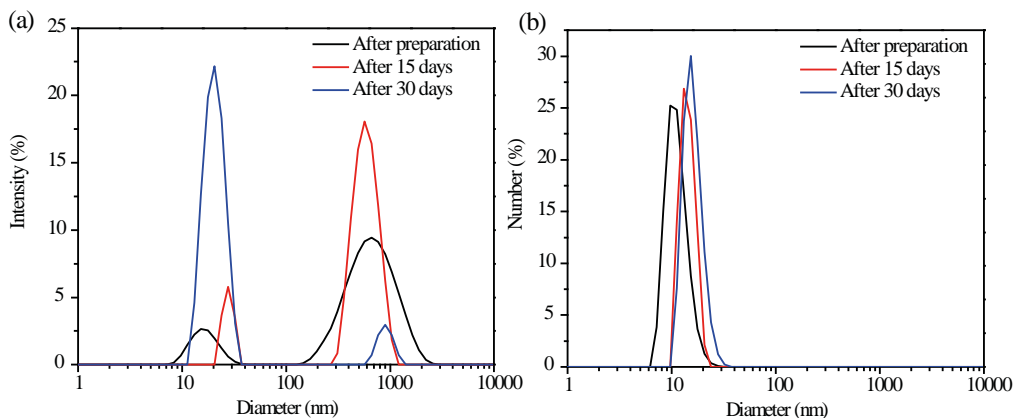 (a)
25
20
15
10
5
0
Intensity (%)
After preparation
After 15 days
After 30 days
1
10
100
1000
10000
Diameter (nm)
(b)
30
25
20
15
10
5
0
Number (%)
After preparation
After 15 days
After 30 days
1
10
100
1000
10000
Diameter (nm)